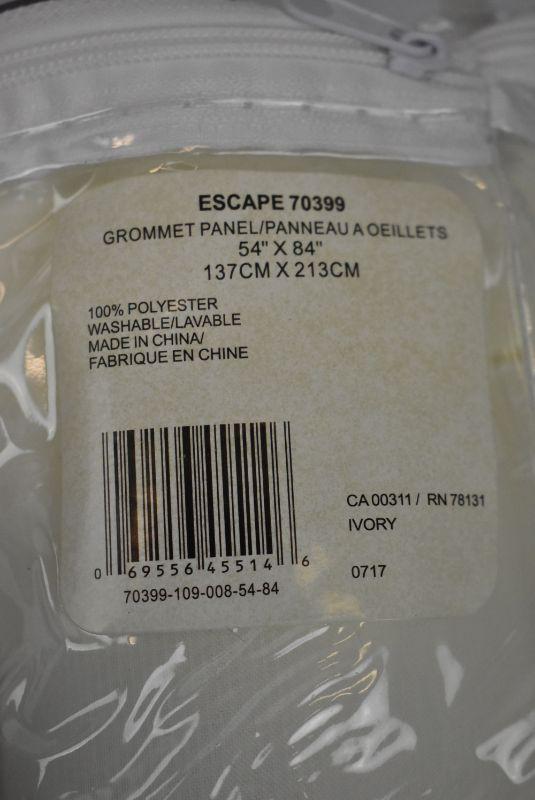 ESCAPE 70399
GROMMET PANEL/PANNEAU A OEILLETS
54" X 84"
137CM X 213CM
100% POLYESTER
WASHABLE/LAVABLE
MADE IN CHINA/
FABRIQUE EN CHINE
CA 00311 / RN 78131
IVORY
0717
0 69556 45514 6
70399-109-008-54-84